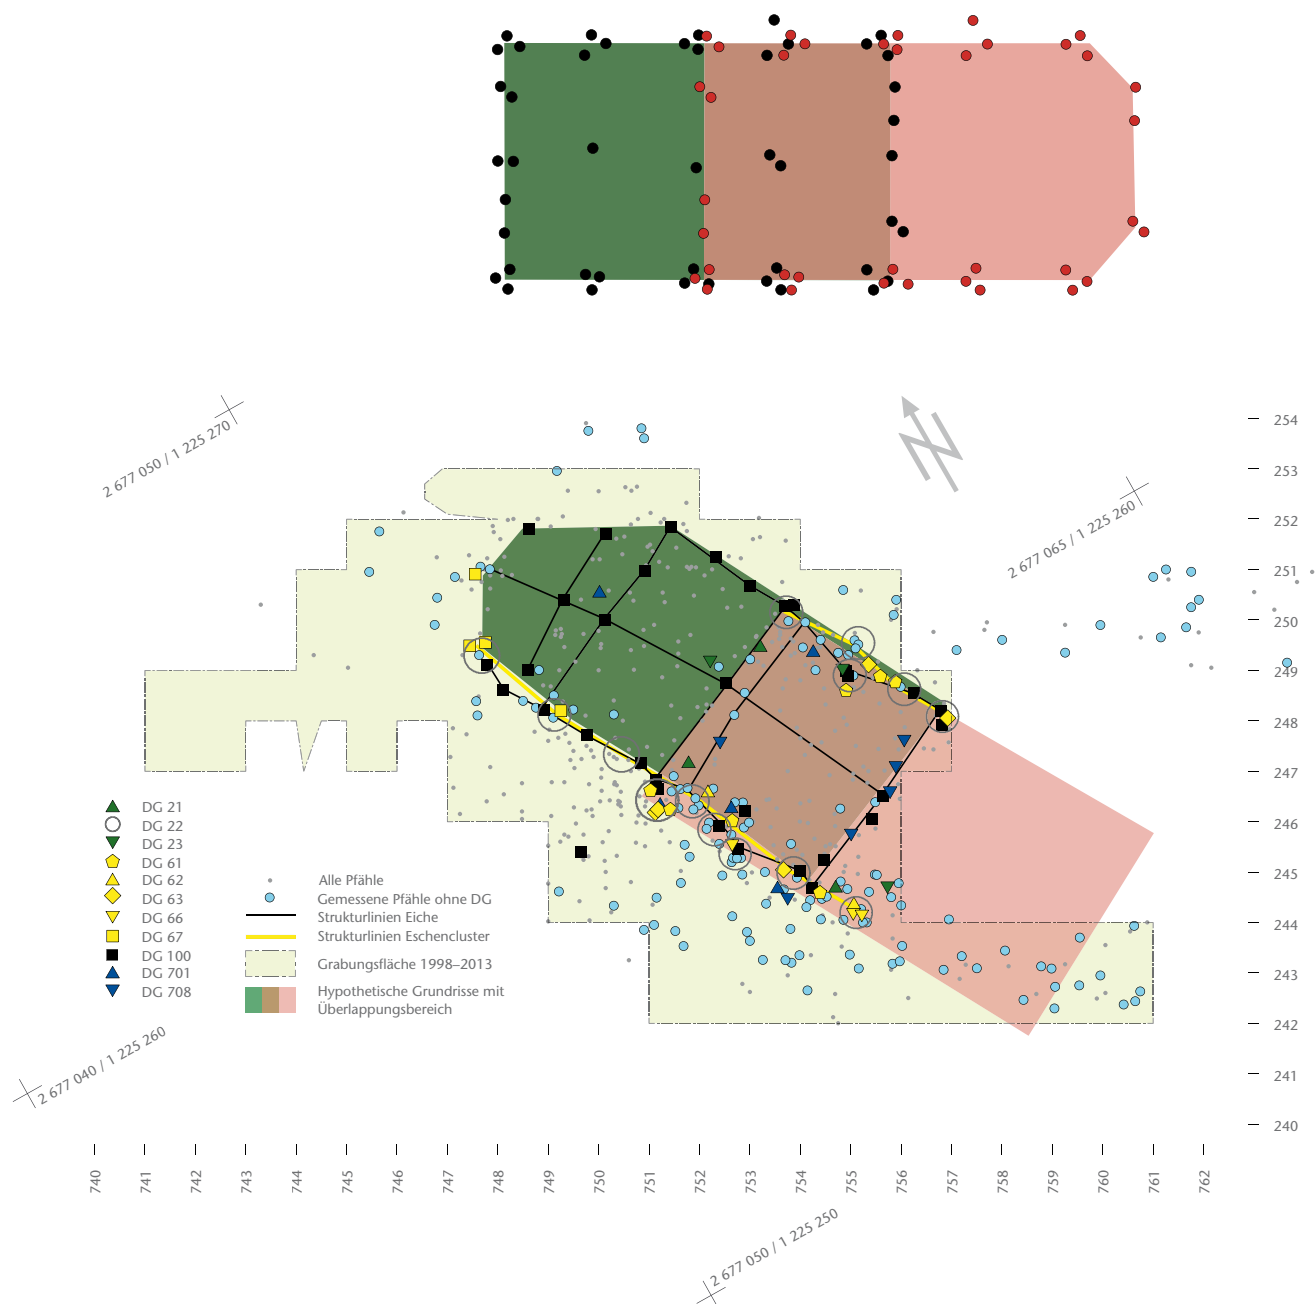 2 677 050 / 1 225 270
2 677 065 / 1 225 260
254
253
252
251
250
249
248
247
246
245
244
243
242
241
240
DG 21
DG 22
DG 23
DG 61
DG 62
DG 63
DG 66
DG 67
DG 100
DG 701
DG 708
Alle Pfähle
Gemessene Pfähle ohne DG
Strukturlinien Eiche
Strukturlinien Eschencluster
Grabungsfläche 1998–2013
Hypothetische Grundrisse mit
Überlappungsbereich
2 677 040 / 1 225 260
740
741
742
743
744
745
746
747
748
749
750
751
752
753
754
755
756
757
758
759
760
761
762
2 677 050 / 1 225 250